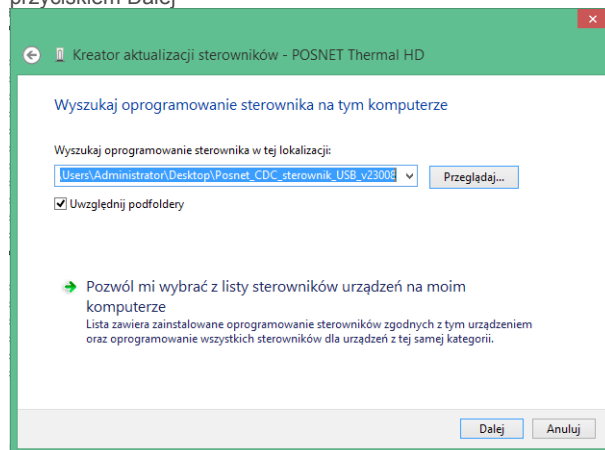 przyciskiem Dalej
Kreator aktualizacji sterowników - POSNET Thermal HD
Wyszukaj oprogramowanie sterownika na tym komputerze
Wyszukaj oprogramowanie sterownika w tej lokalizacji:
\Users\Administrator\Desktop\Posnet_CDC_sterownik_USB_v23008
Przeglądaj...
Uwzględnij podfoldery
Pozwól mi wybrać z listy sterowników urządzeń na moim
komputerze
Lista zawiera zainstalowane oprogramowanie sterowników zgodnych z tym urządzeniem
oraz oprogramowanie wszystkich sterowników dla urządzeń z tej samej kategorii.
Dalej
Anuluj